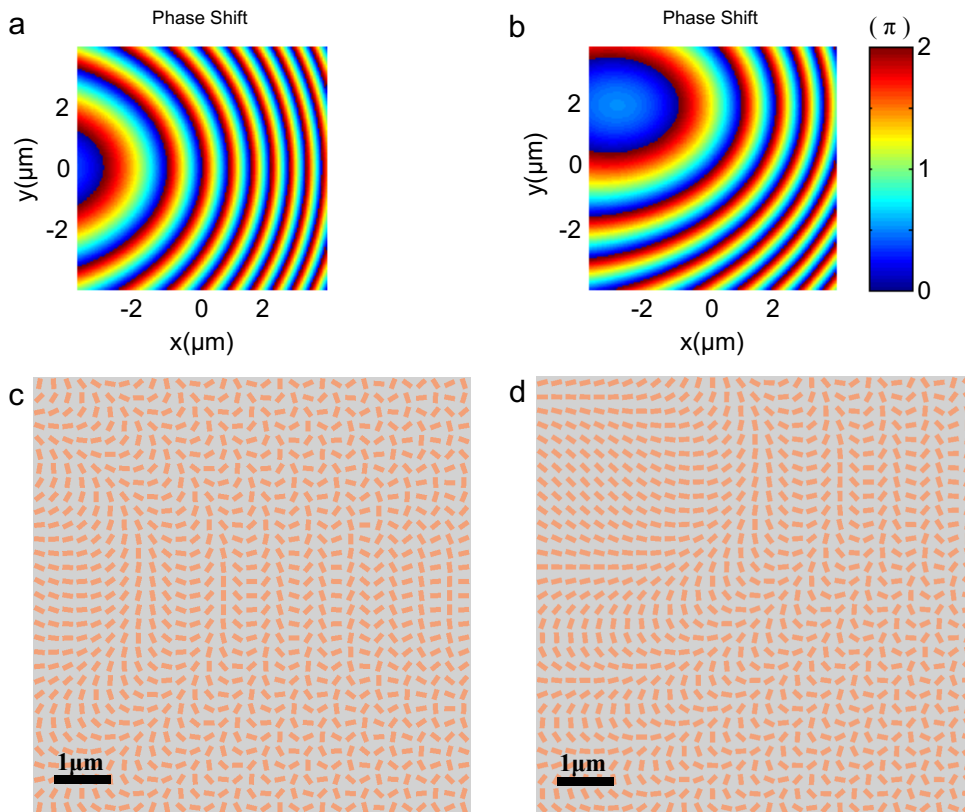 a
Phase Shift
y(μm)
2
0
-2
-2 0 2
x(μm)
b
Phase Shift
(π)
y(μm)
2
0
-2
-2 0 2
x(μm)
2
1
0
c
1μm
d
1μm